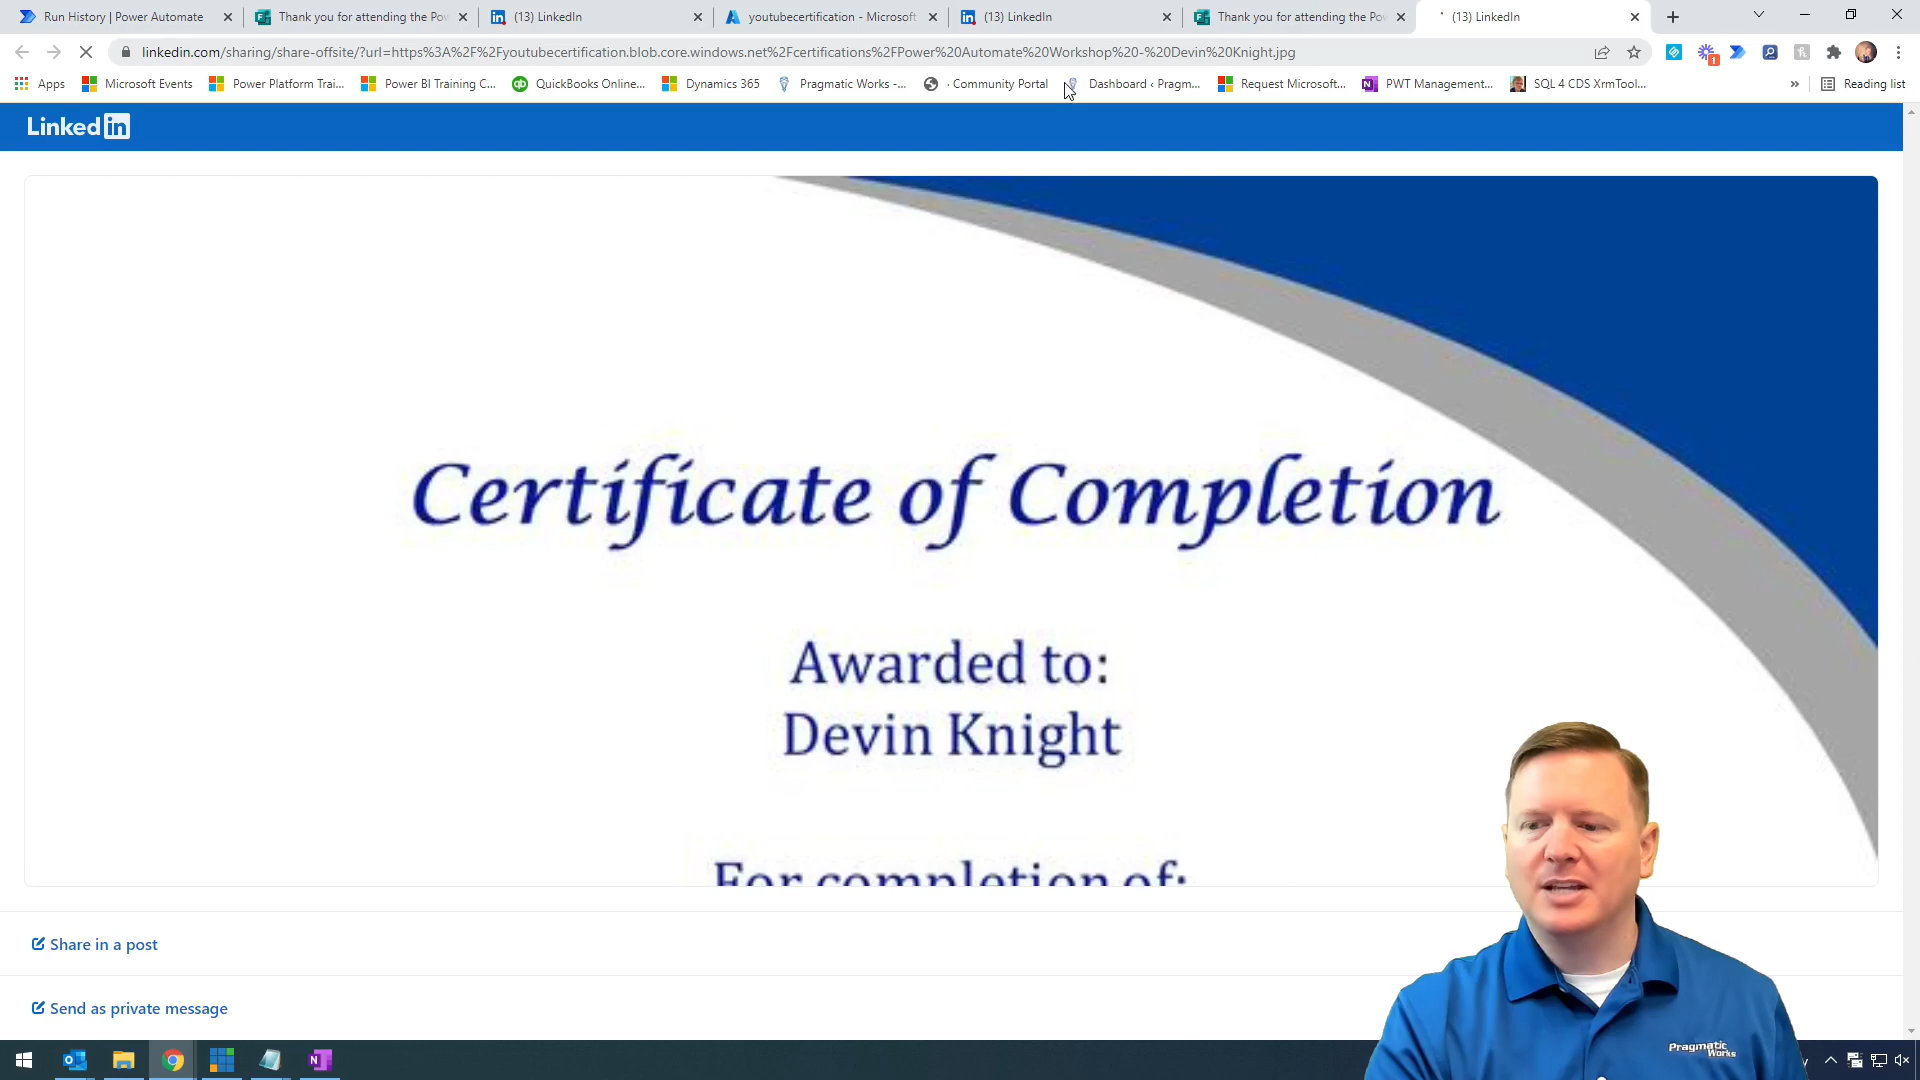 Run History | Power Automate
Thank you for attending the Pow
(13) LinkedIn
youtubecertification - Microsoft
(13) LinkedIn
Thank you for attending the Pow
(13) LinkedIn
linkedin.com/sharing/share-offsite/?url=https%3A%2F%2Fyoutubecertification.blob.core.windows.net%2Fcertifications%2FPower%20Automate%20Workshop%20-%20Devin%20Knight.jpg
1
Apps
Microsoft Events
Power Platform Trai...
Power BI Training C...
QuickBooks Online...
Dynamics 365
Pragmatic Works -...
· Community Portal
Dashboard ‹ Pragm...
Request Microsoft...
PWT Management...
SQL 4 CDS XrmTool...
»
Reading list
Linked in
Certificate of Completion
Awarded to:
Devin Knight
For completion of:
Share in a post
Send as private message
Pragmatic
Works